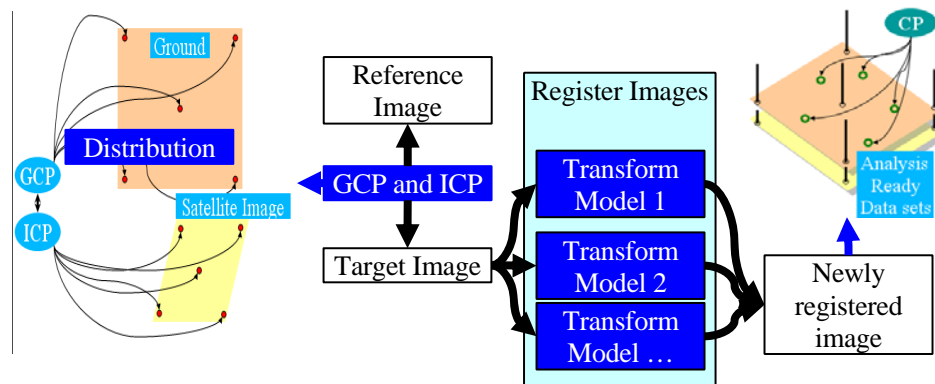 Ground
Distribution
GCP
ICP
Satellite Image
Reference
Image
GCP and ICP
Target Image
Register Images
Transform
Model 1
Transform
Model 2
Transform
Model …
CP
Analysis
Ready
Data sets
Newly
registered
image